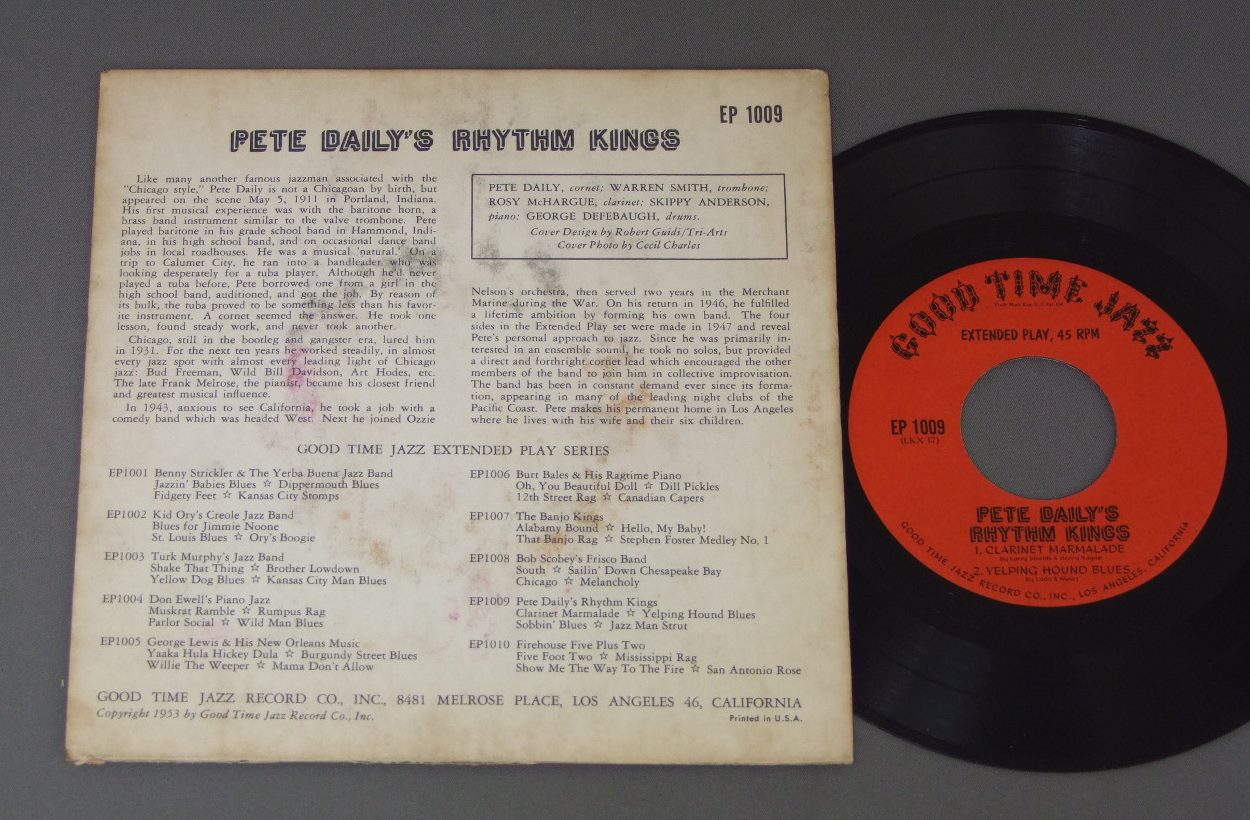 EP 1009
PETE DAILY'S RHYTHM KINGS
Like many another famous jazzman associated with the
"Chicago style," Pete Daily is not a Chicagoan by birth, but
appeared on the scene May 5, 1911 in Portland, Indiana.
His first musical experience was with the baritone horn, a
brass band instrument similar to the valve trombone. Pete
played baritone in his grade school band in Hammond, Indi-
ana, in his high school band, and on occasional dance band
jobs in local roadhouses. He was a musical 'natural.' On a
trip to Calumet City, he ran into a bandleader who was
looking desperately for a tuba player. Although he'd never
played a tuba before, Pete borrowed one from a girl in the
high school band, auditioned, and got the job. By reason of
its bulk, the tuba proved to be something less than his favor-
ite instrument. A cornet seemed the answer. He took one
lesson, found steady work, and never took another.
Chicago, still in the bootleg and gangster era, lured him
in 1931. For the next ten years he worked steadily, in almost
every jazz spot with almost every leading light of Chicago
jazz: Bud Freeman, Wild Bill Davidson, Art Hodes, etc.
The late Frank Melrose, the pianist, became his closest friend
and greatest musical influence.
In 1943, anxious to see California, he took a job with a
comedy band which was headed West. Next he joined Ozzie
PETE DAILY, cornet; WARREN SMITH, trombone;
ROSY McHARGUE, clarinet; SKIPPY ANDERSON,
piano; GEORGE DEFEBAUGH, drums.
Cover Design by Robert Guidi/Tri-Arts
Cover Photo by Cecil Charles
Nelson's orchestra, then served two years in the Merchant
Marine during the War. On his return in 1946, he fulfilled
a lifetime ambition by forming his own band. The four
sides in the Extended Play set were made in 1947 and reveal
Pete's personal approach to jazz. Since he was primarily in-
terested in an ensemble sound, he took no solos, but provided
a direct and forthright cornet lead which encouraged the other
members of the band to join him in collective improvisation.
The band has been in constant demand ever since its forma-
tion, appearing in many of the leading night clubs of the
Pacific Coast. Pete makes his permanent home in Los Angeles
where he lives with his wife and their six children.
GOOD TIME JAZZ EXTENDED PLAY SERIES
EP1001 Benny Strickler & The Yerba Buena Jazz Band
Jazzin' Babies Blues ☆ Dippermouth Blues
Fidgety Feet ☆ Kansas City Stomps
EP1002 Kid Ory's Creole Jazz Band
Blues for Jimmie Noone
St. Louis Blues ☆ Ory's Boogie
EP1003 Turk Murphy's Jazz Band
Shake That Thing ☆ Brother Lowdown
Yellow Dog Blues ☆ Kansas City Man Blues
EP1004 Don Ewell's Piano Jazz
Muskrat Ramble ☆ Rumpus Rag
Parlor Social ☆ Wild Man Blues
EP1005 George Lewis & His New Orleans Music
Yaaka Hula Hickey Dula ☆ Burgundy Street Blues
Willie The Weeper ☆ Mama Don't Allow
EP1006 Burt Bales & His Ragtime Piano
Oh, You Beautiful Doll ☆ Dill Pickles
12th Street Rag ☆ Canadian Capers
EP1007 The Banjo Kings
Alabamy Bound ☆ Hello, My Baby!
That Banjo Rag ☆ Stephen Foster Medley No. 1
EP1008 Bob Scobey's Frisco Band
South ☆ Sailin' Down Chesapeake Bay
Chicago ☆ Melancholy
EP1009 Pete Daily's Rhythm Kings
Clarinet Marmalade ☆ Yelping Hound Blues
Sobbin' Blues ☆ Jazz Man Strut
EP1010 Firehouse Five Plus Two
Five Foot Two ☆ Mississippi Rag
Show Me The Way To The Fire ☆ San Antonio Rose
GOOD TIME JAZZ RECORD CO., INC., 8481 MELROSE PLACE, LOS ANGELES 46, CALIFORNIA
Copyright 1953 by Good Time Jazz Record Co., Inc.
Printed in U.S.A.
GOOD TIME JAZZ
EXTENDED PLAY, 45 RPM
EP 1009
(LKX 17)
PETE DAILY'S
RHYTHM KINGS
1. CLARINET MARMALADE
2. YELPING HOUND BLUES
GOOD TIME JAZZ RECORD CO., INC., LOS ANGELES, CALIFORNIA